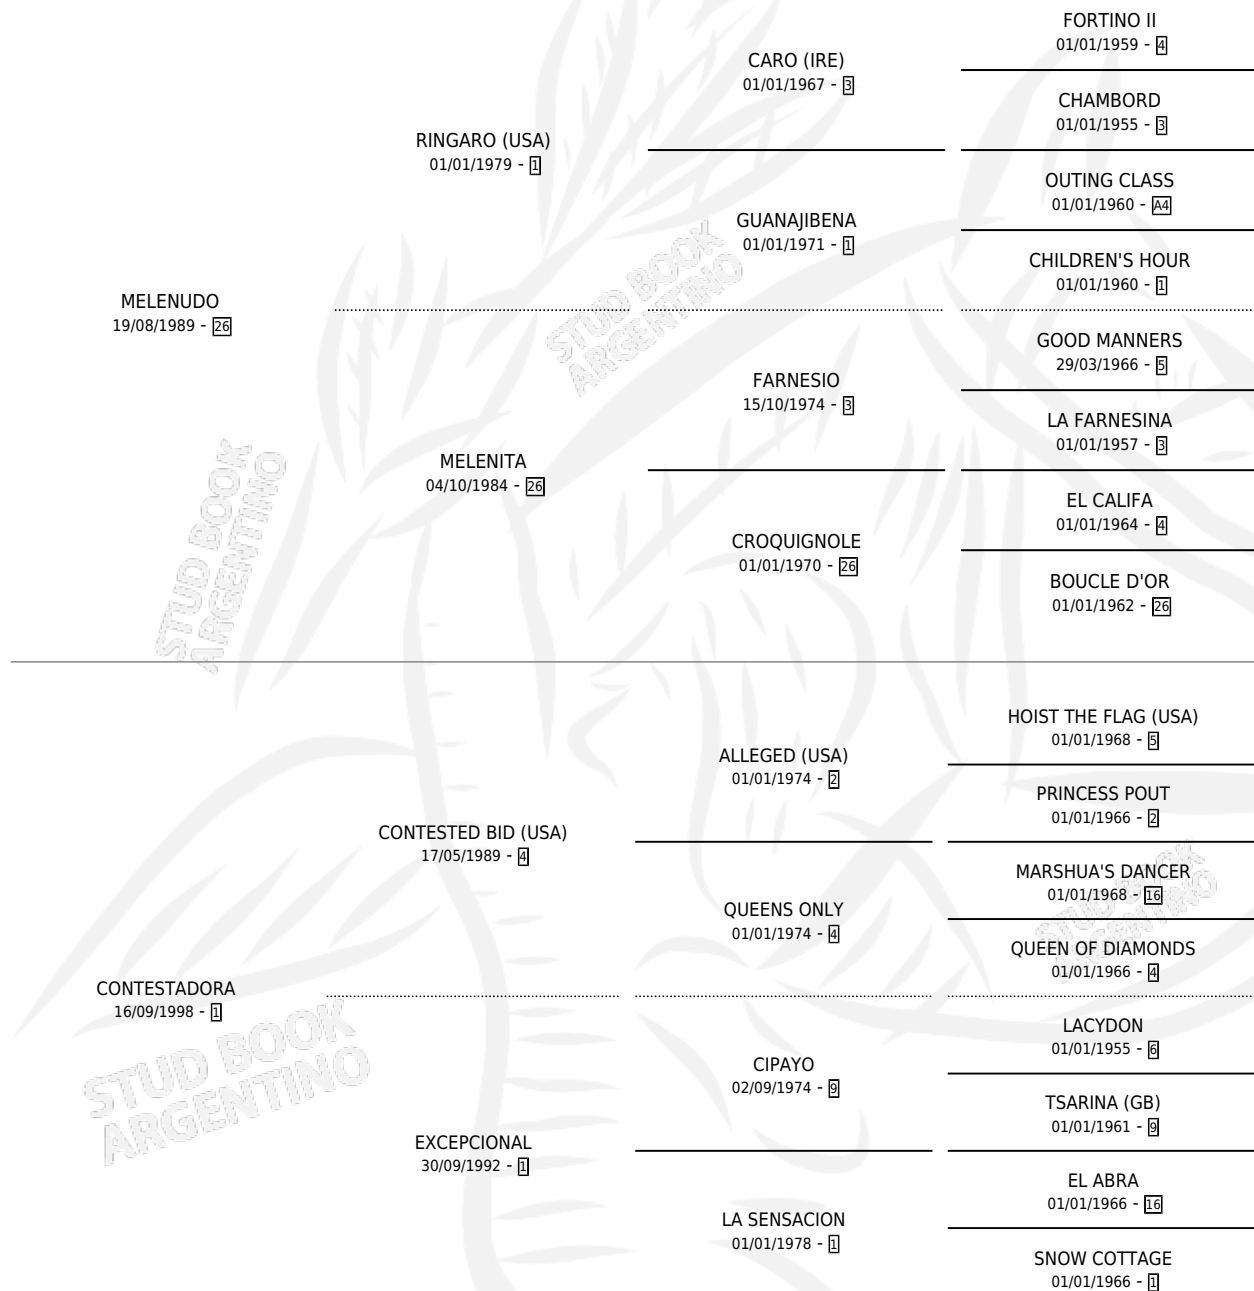 FORTINO II
01/01/1959 - 4
CARO (IRE)
01/01/1967 - 3
CHAMBORD
01/01/1955 - 3
RINGARO (USA)
01/01/1979 - 1
OUTING CLASS
01/01/1960 - A4
GUANAJIBENA
01/01/1971 - 1
CHILDREN'S HOUR
01/01/1960 - 1
MELENUDO
19/08/1989 - 26
GOOD MANNERS
29/03/1966 - 5
FARNESIO
15/10/1974 - 3
LA FARNESINA
01/01/1957 - 3
MELENITA
04/10/1984 - 26
EL CALIFA
01/01/1964 - 4
CROQUIGNOLE
01/01/1970 - 26
BOUCLE D'OR
01/01/1962 - 26
STUD BOOK
ARGENTINO
STUD BOOK
ARGENTINO
HOIST THE FLAG (USA)
01/01/1968 - 5
ALLEGED (USA)
01/01/1974 - 2
PRINCESS POUT
01/01/1966 - 2
CONTESTED BID (USA)
17/05/1989 - 4
MARSHUA'S DANCER
01/01/1968 - 16
QUEENS ONLY
01/01/1974 - 4
QUEEN OF DIAMONDS
01/01/1966 - 4
CONTESTADORA
16/09/1998 - 1
LACYDON
01/01/1955 - 6
CIPAYO
02/09/1974 - 9
TSARINA (GB)
01/01/1961 - 9
EXCEPCIONAL
30/09/1992 - 1
EL ABRA
01/01/1966 - 16
LA SENSACION
01/01/1978 - 1
SNOW COTTAGE
01/01/1966 - 1
STUD BOOK
ARGENTINO
STUD BOOK
ARGENTINO